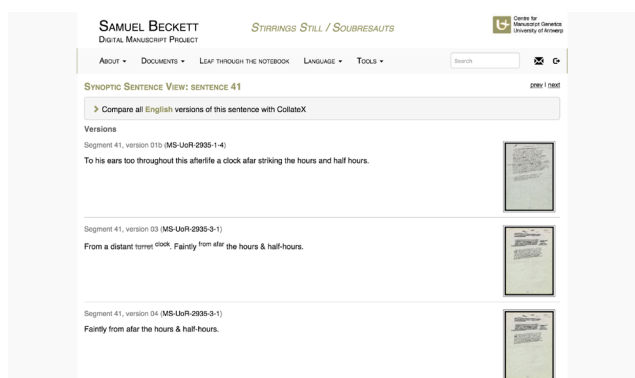 SAMUEL BECKETT
DIGITAL MANUSCRIPT PROJECT
STIRRINGS STILL / SOUBRESAUTS
Centre for
Manuscript Genetics
University of Antwerp
ABOUT DOCUMENTS LEAF THROUGH THE NOTEBOOK LANGUAGE TOOLS Search
SYNOPTIC SENTENCE VIEW: SENTENCE 41 prev | next
Compare all English versions of this sentence with CollateX
Versions
Segment 41, version 01b (MS-UoR-2935-1-4)
To his ears too throughout this afterlife a clock afar striking the hours and half hours.
Segment 41, version 03 (MS-UoR-2935-3-1)
From a distant turret clock. Faintly from afar the hours & half-hours.
Segment 41, version 04 (MS-UoR-2935-3-1)
Faintly from afar the hours & half-hours.